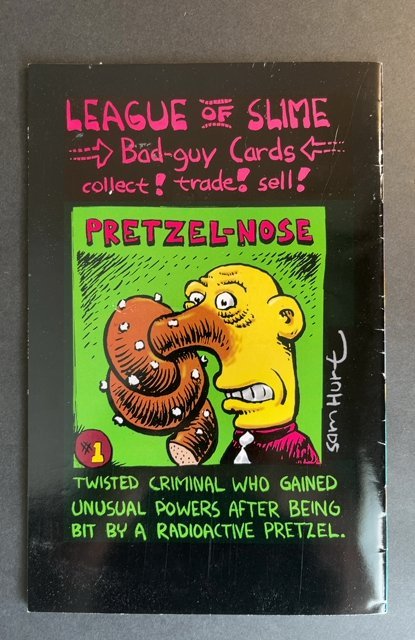 LEAGUE OF SLIME
Bad-guy Cards
collect! trade! sell!
PRETZEL-NOSE
sam Hurt
#1
TWISTED CRIMINAL WHO GAINED
UNUSUAL POWERS AFTER BEING
BIT BY A RADIOACTIVE PRETZEL.